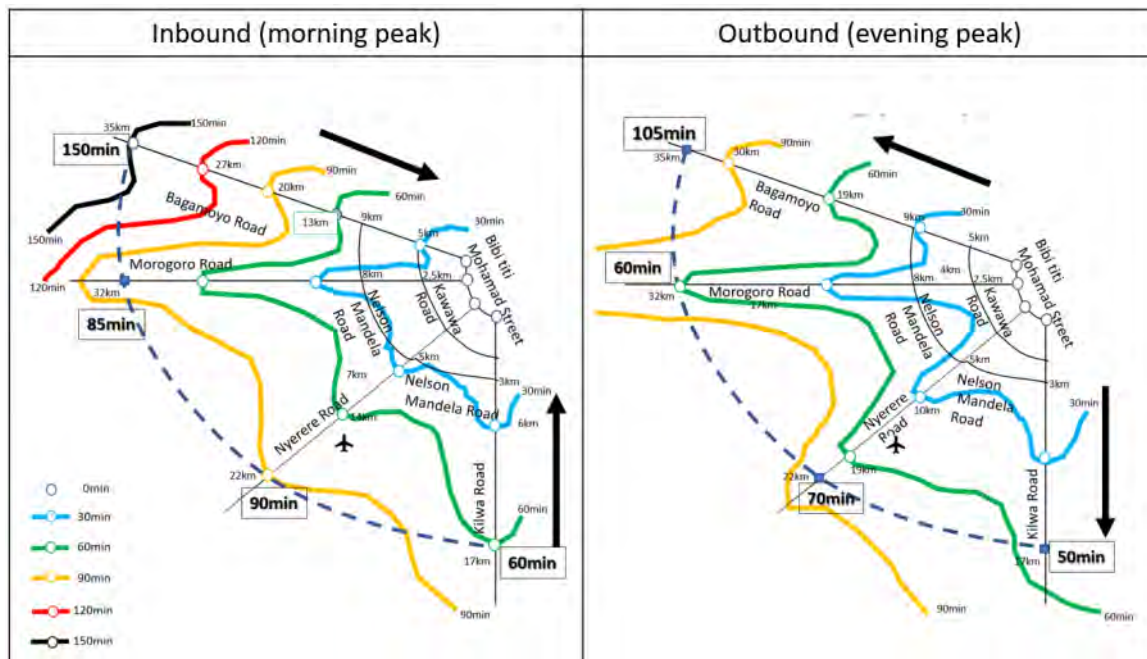 Inbound (morning peak)
Outbound (evening peak)
35km
150min
150min
120min
27km
90min
20km
60min
13km
9km
30min
5km
Bagamoyo Road
150min
Bibi titi
Mohamad Street
Morogoro Road
120min
32km
85min
8km
2.5km
Kawawa
Road
Nelson
Mandela
Road
5km
7km
3km
Nelson
Mandela Road
30min
6km
14km
Nyerere Road
22km
90min
Kilwa Road
60min
17km
60min
90min
0min
30min
60min
90min
120min
150min
105min
35km
30km
90min
60min
19km
Bagamoyo
Road
9km
30min
5km
Bibi titi
Mohamad Street
60min
32km
Morogoro Road
17km
8km
4km
2.5km
Kawawa
Road
Nelson
Mandela
Road
5km
3km
Nelson
Mandela
Road
10km
30min
Nyerere
Road
19km
22km
70min
Kilwa Road
17km
50min
90min
60min